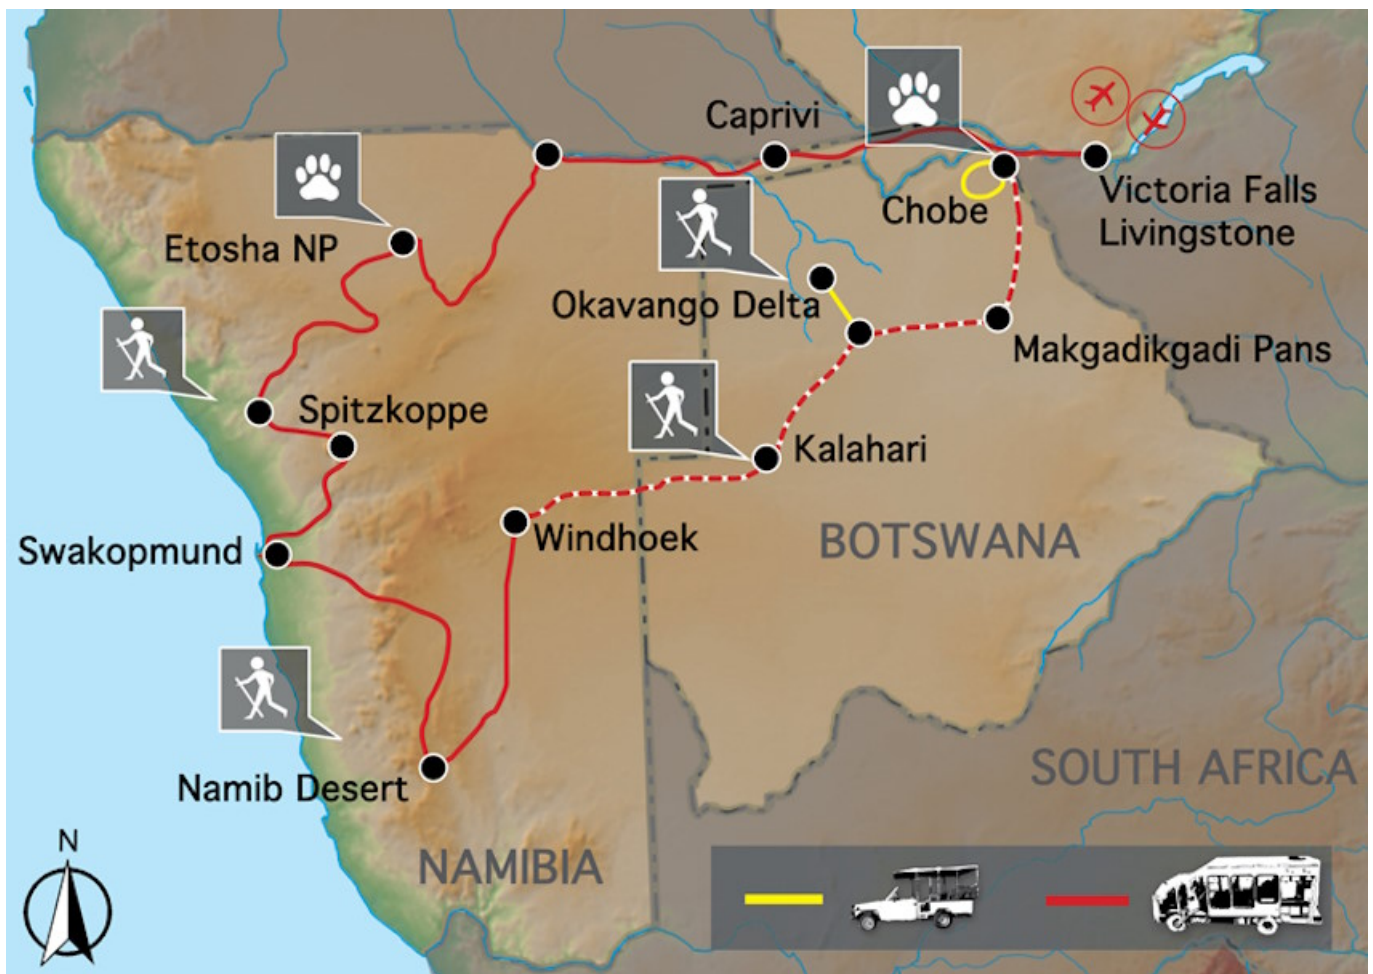 Caprivi
Victoria Falls
Livingstone
Chobe
Etosha NP
Okavango Delta
Makgadikgadi Pans
Spitzkoppe
Kalahari
Swakopmund
Windhoek
BOTSWANA
Namib Desert
SOUTH AFRICA
NAMIBIA
N